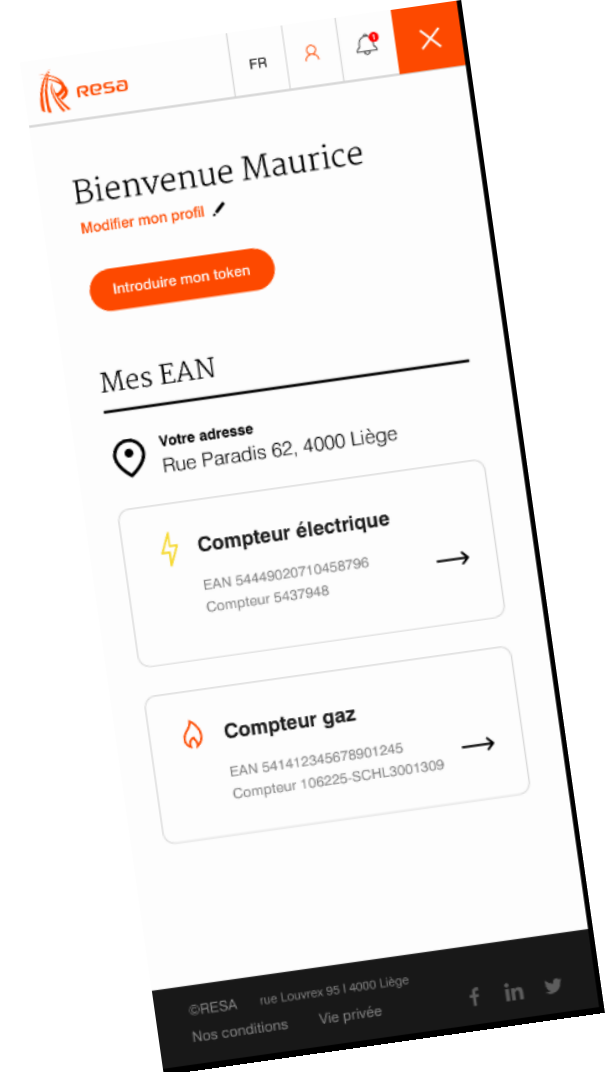 resa
FR
1
Bienvenue Maurice
Modifier mon profil
Introduire mon token
Mes EAN
Votre adresse
Rue Paradis 62, 4000 Liège
Compteur électrique
EAN 54449020710458796
Compteur 5437948
Compteur gaz
EAN 541412345678901245
Compteur 106225-SCHL3001309
©RESA rue Louvrex 95 I 4000 Liège
Nos conditions Vie privée